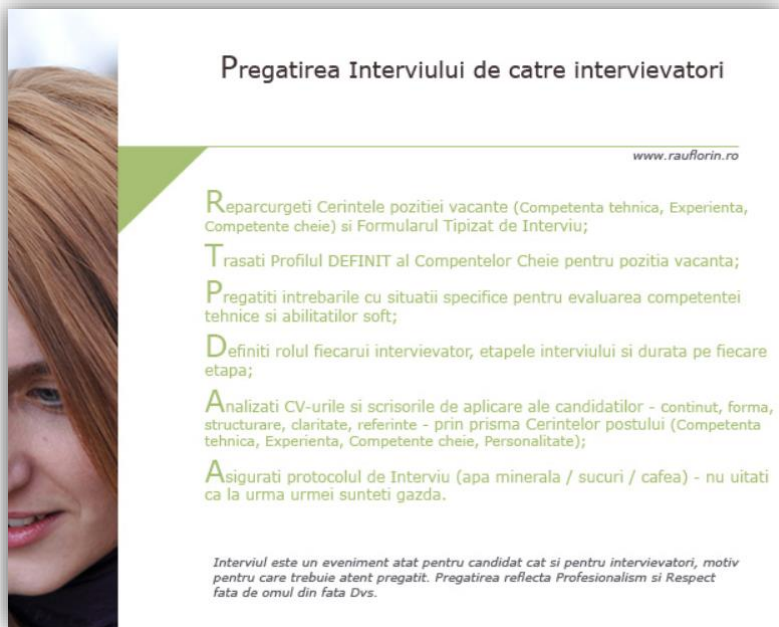 Pregatirea Interviului de catre intervievatori
www.rauflorin.ro
Reparcurgeti Cerintele pozitiei vacante (Competenta tehnica, Experienta,
Competente cheie) si Formularul Tipizat de Interviu;
Trasati Profilul DEFINIT al Compentelor Cheie pentru pozitia vacanta;
Pregatiti intrebarile cu situatii specifice pentru evaluarea competentei
tehnice si abilitatilor soft;
Definiti rolul fiecarui intervievator, etapele interviului si durata pe fiecare
etapa;
Analizati CV-urile si scrisorile de aplicare ale candidatilor - continut, forma,
structurare, claritate, referinte - prin prisma Cerintelor postului (Competenta
tehnica, Experienta, Competente cheie, Personalitate);
Asigurati protocolul de Interviu (apa minerala / sucuri / cafea) - nu uitati
ca la urma urmei sunteti gazda.
Interviul este un eveniment atat pentru candidat cat si pentru intervievatori, motiv
pentru care trebuie atent pregatit. Pregatirea reflecta Profesionalism si Respect
fata de omul din fata Dvs.